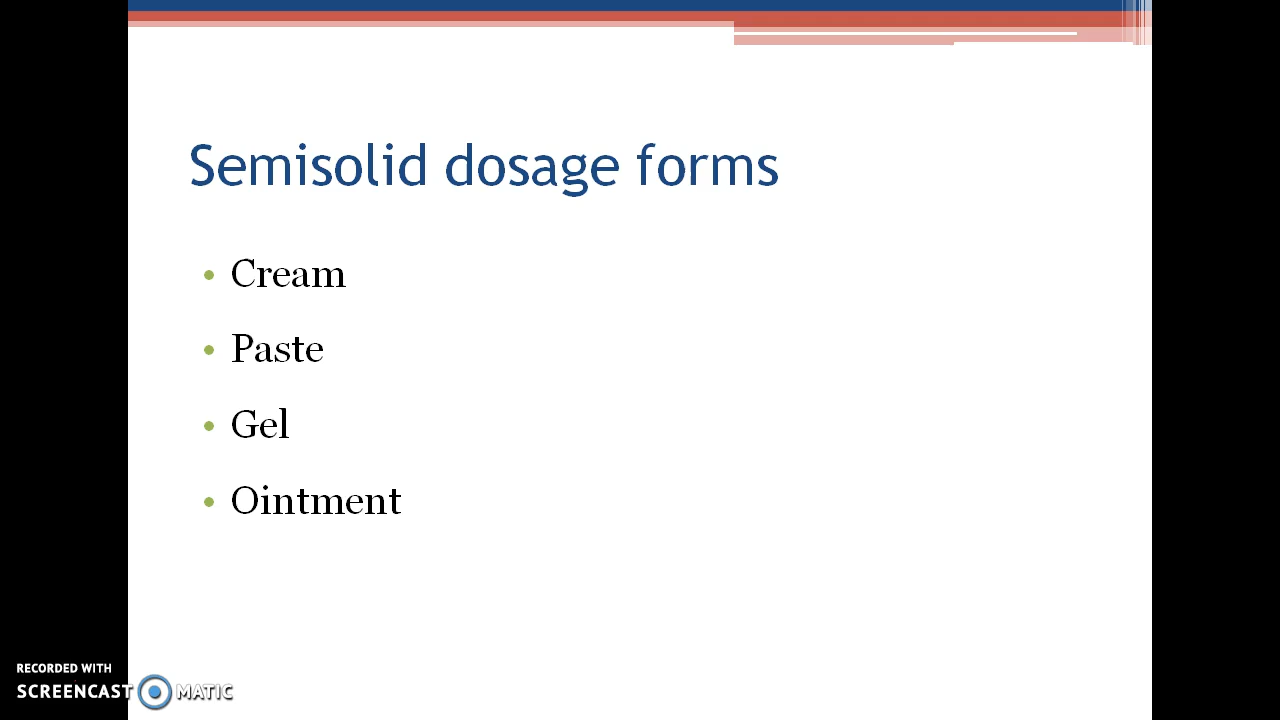 Semisolid dosage forms
• Cream
• Paste
• Gel
• Ointment
RECORDED WITH
SCREENCAST MATIC